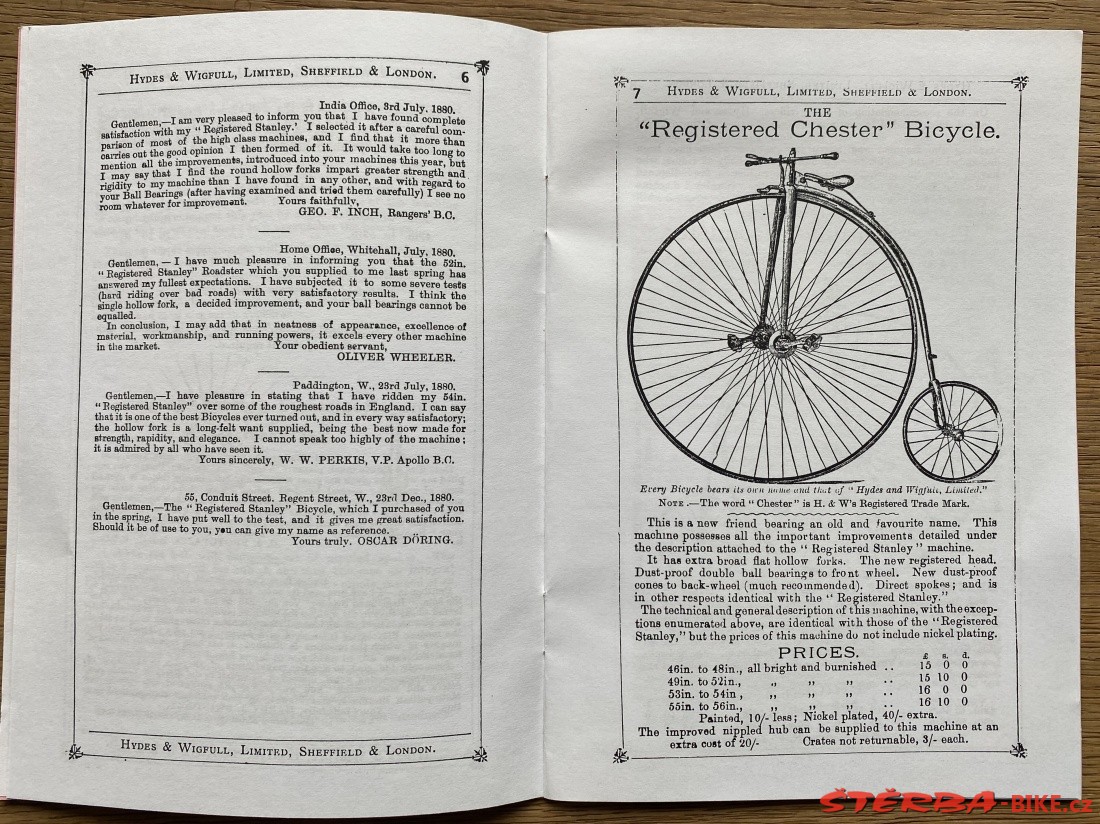 HYDES & WIGFULL, LIMITED, SHEFFIELD & LONDON. 6
India Office, 3rd July, 1880.
Gentlemen,—I am very pleased to inform you that I have found complete
satisfaction with my "Registered Stanley.' I selected it after a careful com-
parison of most of the high class machines, and I find that it more than
carries out the good opinion I then formed of it. It would take too long to
mention all the improvements, introduced into your machines this year, but
I may say that I find the round hollow forks impart greater strength and
rigidity to my machine than I have found in any other, and with regard to
your Ball Bearings (after having examined and tried them carefully) I see no
room whatever for improvement. Yours faithfully,
GEO. F. INCH, Rangers' B.C.
Home Office, Whitehall, July, 1880.
Gentlemen, — I have much pleasure in informing you that the 52in.
"Registered Stanley" Roadster which you supplied to me last spring has
answered my fullest expectations. I have subjected it to some severe tests
(hard riding over bad roads) with very satisfactory results. I think the
single hollow fork, a decided improvement, and your ball bearings cannot be
equalled.
In conclusion, I may add that in neatness of appearance, excellence of
material, workmanship, and running powers, it excels every other machine
in the market. Your obedient servant,
OLIVER WHEELER.
Paddington, W., 23rd July, 1880.
Gentlemen,—I have pleasure in stating that I have ridden my 54in.
"Registered Stanley" over some of the roughest roads in England. I can say
that it is one of the best Bicycles ever turned out, and in every way satisfactory;
the hollow fork is a long-felt want supplied, being the best now made for
strength, rapidity, and elegance. I cannot speak too highly of the machine;
it is admired by all who have seen it.
Yours sincerely, W. W. PERKIS, V.P. Apollo B.C.
55, Conduit Street. Regent Street, W., 23rd Dec., 1880.
Gentlemen,—The "Registered Stanley" Bicycle, which I purchased of you
in the spring, I have put well to the test, and it gives me great satisfaction.
Should it be of use to you, you can give my name as reference.
Yours truly. OSCAR DÖRING.
HYDES & WIGFULL, LIMITED, SHEFFIELD & LONDON.
7 HYDES & WIGFULL, LIMITED, SHEFFIELD & LONDON.
THE
"Registered Chester" Bicycle.
Every Bicycle bears its own name and that of "Hydes and Wigfull, Limited."
NOTE.—The word "Chester" is H. & W's Registered Trade Mark.
This is a new friend bearing an old and favourite name. This
machine possesses all the important improvements detailed under
the description attached to the "Registered Stanley" machine.
It has extra broad flat hollow forks. The new registered head.
Dust-proof double ball bearings to front wheel. New dust-proof
cones to back-wheel (much recommended). Direct spokes; and is
in other respects identical with the "Registered Stanley."
The technical and general description of this machine, with the excep-
tions enumerated above, are identical with those of the "Registered
Stanley," but the prices of this machine do not include nickel plating.
PRICES. £ s. d.
46in. to 48in., all bright and burnished .. 15 0 0
49in. to 52in., ,, ,, ,, .. 15 10 0
53in. to 54in , ,, ,, ,, .. 16 0 0
55in. to 56in., ,, ,, ,, .. 16 10 0
Painted, 10/- less; Nickel plated, 40/- extra.
The improved nippled hub can be supplied to this machine at an
extra cost of 20/- Crates not returnable, 3/- each.
ŠTĚRBA-BIKE.cz